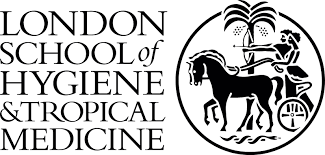 LONDON
SCHOOL of
HYGIENE
& TROPICAL
MEDICINE